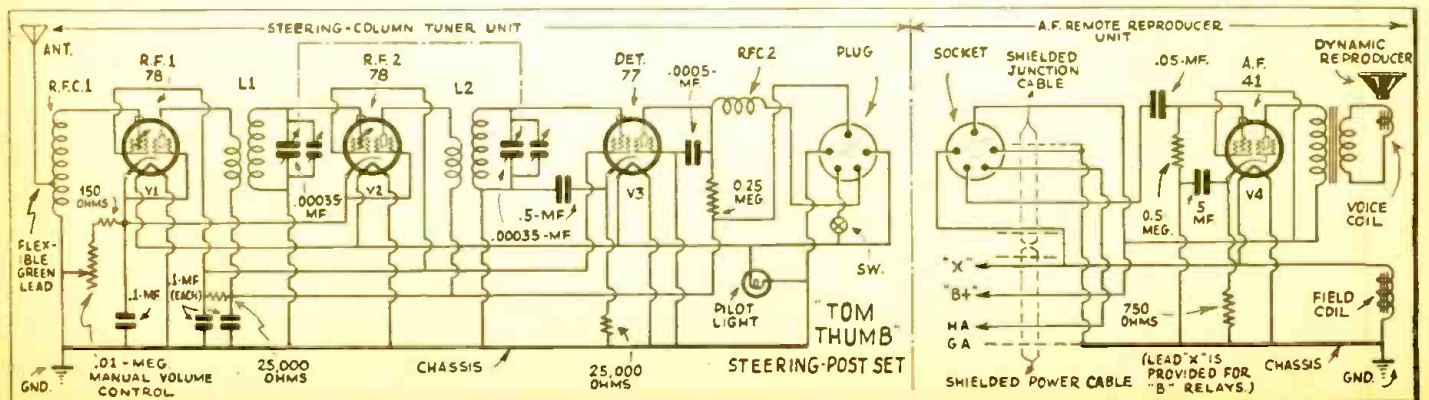 STEERING-COLUMN TUNER UNIT
A.F. REMOTE REPRODUCER
UNIT
ANT.
R.F.C.1
R.F.1
78
L1
R.F.2
78
L2
DET.
77
.0005-
MF.
RFC2
PLUG
SOCKET
SHIELDED
JUNCTION
CABLE
.05-MF.
A.F.
41
DYNAMIC
REPRODUCER
V1
V2
V3
V4
150
OHMS
.00035-
MF
.5-MF.
.00035-MF
0.25
MEG
0.5
MEG.
.5
MF
VOICE
COIL
FLEX-
IBLE
GREEN
LEAD
.1-MF
.1-MF
(EACH)
SW.
PILOT
LIGHT
"TOM
THUMB"
STEERING-POST SET
"X"
"B+"
HA
GA
750
OHMS
FIELD
COIL
GND.
.01-MEG.
MANUAL VOLUME
CONTROL
25,000
OHMS
CHASSIS
25,000
OHMS
SHIELDED POWER CABLE
(LEAD "X" IS
PROVIDED FOR
"B" RELAYS.)
CHASSIS
GND.